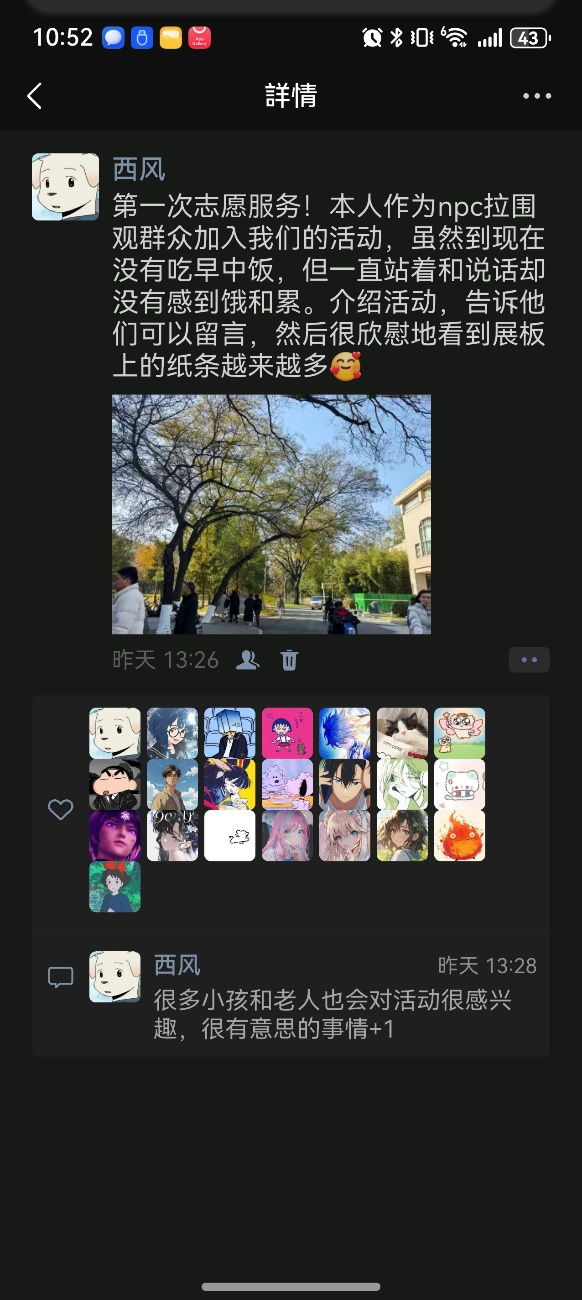 10:52
6
43
App
Gallery
詳情
西风
第一次志愿服务！本人作为npc拉围
观群众加入我们的活动，虽然到现在
没有吃早中饭，但一直站着和说话却
没有感到饿和累。介绍活动，告诉他
们可以留言，然后很欣慰地看到展板
上的纸条越来越多🥰
昨天 13:26
西风
昨天 13:28
很多小孩和老人也会对活动很感兴
趣，很有意思的事情+1